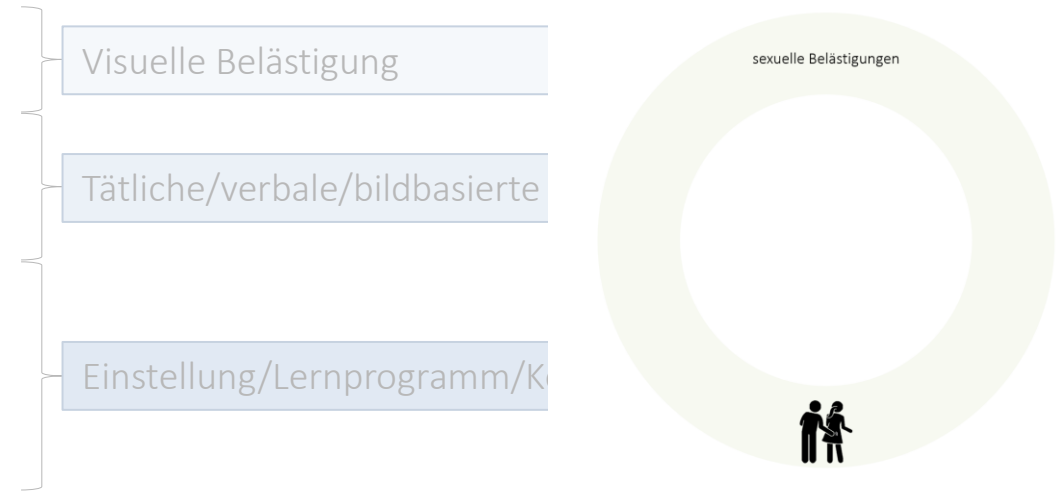 Visuelle Belästigung
Tätliche/verbale/bildbasierte
Einstellung/Lernprogramm/K
sexuelle Belästigungen